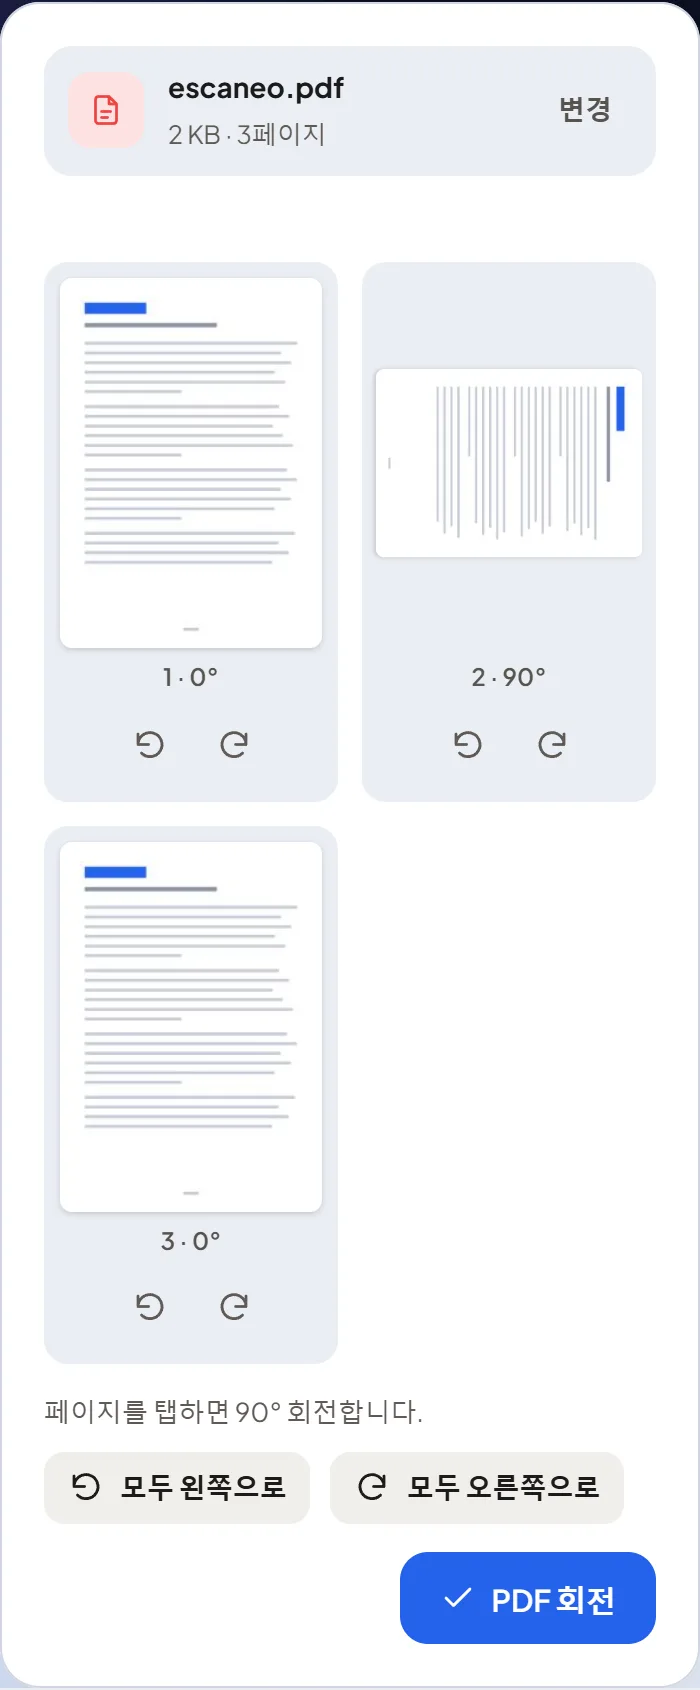 escaneo.pdf
2 KB · 3페이지
변경
1 · 0°
2 · 90°
3 · 0°
페이지를 탭하면 90° 회전합니다.
모두 왼쪽으로
모두 오른쪽으로
PDF 회전